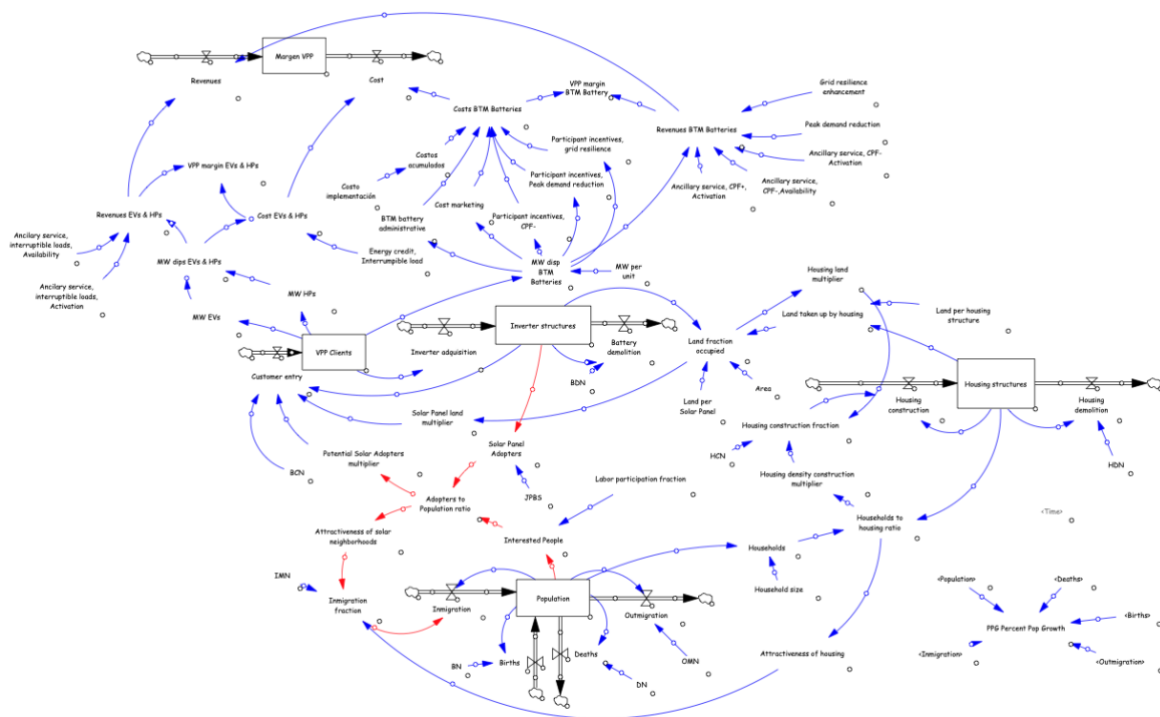 Margen VPP
Revenues
Cost
VPP margin
BTM Battery
Grid resilience
enhancement
Costs BTM Batteries
Revenues BTM Batteries
Peak demand reduction
Participant incentives,
grid resilience
Costos
acumulados
Ancillary service, CPF-
Activation
VPP margin EVs & HPs
Participant incentives,
Peak demand reduction
Ancillary service, CPF+,
Activation
Ancillary service,
CPF-,Availability
Costo
implementación
Cost marketing
Revenues EVs & HPs
Cost EVs & HPs
BTM battery
administrative
Participant incentives,
CPF-
Ancilary service,
interruptible loads,
Availability
MW dips EVs & HPs
Energy credit,
Interrumpible load
MW disp
BTM
Batteries
MW per
unit
Housing land
multiplier
Ancillary service,
interruptible loads,
Activation
MW HPs
MW EVs
Inverter structures
Land taken up by housing
Land per housing
structure
VPP Clients
Inverter adquisition
Battery
demolition
Land fraction
occupied
Customer entry
BDN
Area
Housing structures
Land per
Solar Panel
Housing
construction
Housing
demolition
Solar Panel land
multiplier
Housing construction fraction
Solar Panel
Adopters
HCN
HDN
Potential Solar Adopters
multiplier
BCN
Housing density construction
multiplier
JPBS
Labor participation fraction
Adopters to
Population ratio
Attractiveness of solar
neighborhoods
Interested People
Households
Households to
housing ratio
<Time>
IMN
Inmigration
fraction
Inmigration
Population
Outmigration
Household size
<Population>
<Deaths>
<Births>
PPG Percent Pop Growth
BN
Births
Deaths
OMN
DN
Attractiveness of housing
<Inmigration>
<Outmigration>